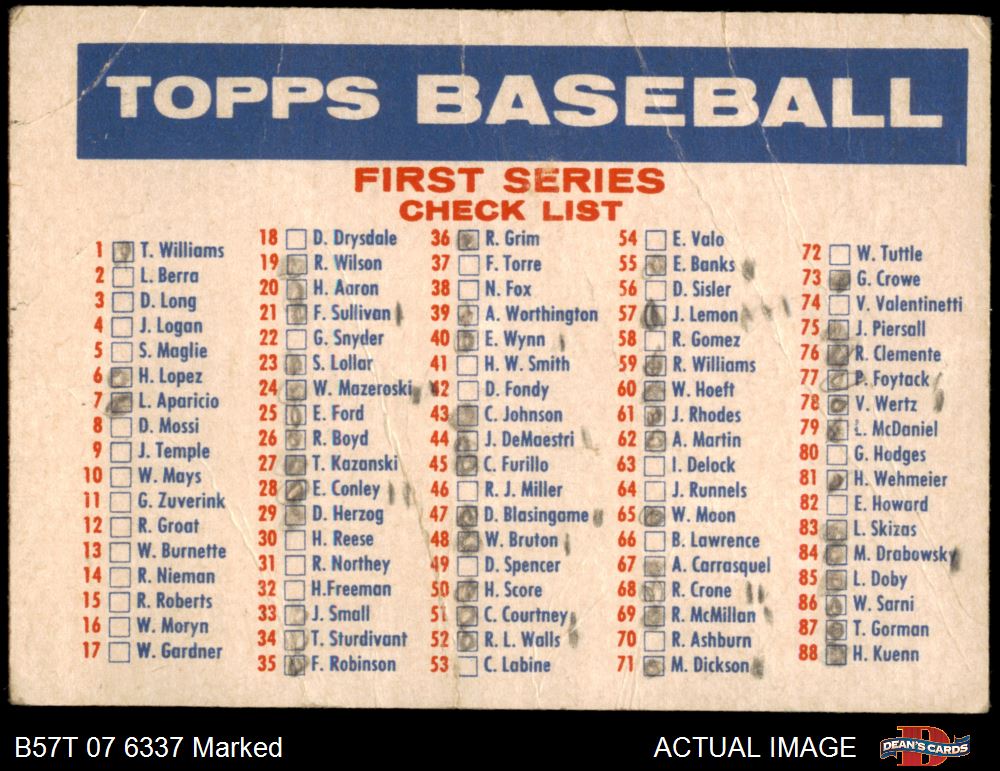 TOPPS BASEBALL
FIRST SERIES
CHECK LIST
1 T. Williams
2 L. Berra
3 D. Long
4 J. Logan
5 S. Maglie
6 H. Lopez
7 L. Aparicio
8 D. Mossi
9 J. Temple
10 W. Mays
11 G. Zuverink
12 R. Groat
13 W. Burnette
14 R. Nieman
15 R. Roberts
16 W. Moryn
17 W. Gardner
18 D. Drysdale
19 R. Wilson
20 H. Aaron
21 F. Sullivan
22 G. Snyder
23 S. Lollar
24 W. Mazeroski
25 E. Ford
26 R. Boyd
27 T. Kazanski
28 E. Conley
29 D. Herzog
30 H. Reese
31 R. Northey
32 H.Freeman
33 J. Small
34 T. Sturdivant
35 F. Robinson
36 R. Grim
37 F. Torre
38 N. Fox
39 A. Worthington
40 E. Wynn
41 H. W. Smith
42 D. Fondy
43 C. Johnson
44 J. DeMaestri
45 C. Furillo
46 R. J. Miller
47 D. Blasingame
48 W. Bruton
49 D. Spencer
50 H. Score
51 C. Courtney
52 R. L. Walls
53 C. Labine
54 E. Valo
55 E. Banks
56 D. Sisler
57 J. Lemon
58 R. Gomez
59 R. Williams
60 W. Hoeft
61 J. Rhodes
62 A. Martin
63 I. Delock
64 J. Runnels
65 W. Moon
66 B. Lawrence
67 A. Carrasquel
68 R. Crone
69 R. McMillan
70 R. Ashburn
71 M. Dickson
72 W. Tuttle
73 G. Crowe
74 V. Valentinetti
75 J. Piersall
76 R. Clemente
77 P. Foytack
78 V. Wertz
79 L. McDaniel
80 G. Hodges
81 H. Wehmeier
82 E. Howard
83 L. Skizas
84 M. Drabowsky
85 L. Doby
86 W. Sarni
87 T. Gorman
88 H. Kuenn
B57T 07 6337 Marked
ACTUAL IMAGE
D
DEAN'S CARDS